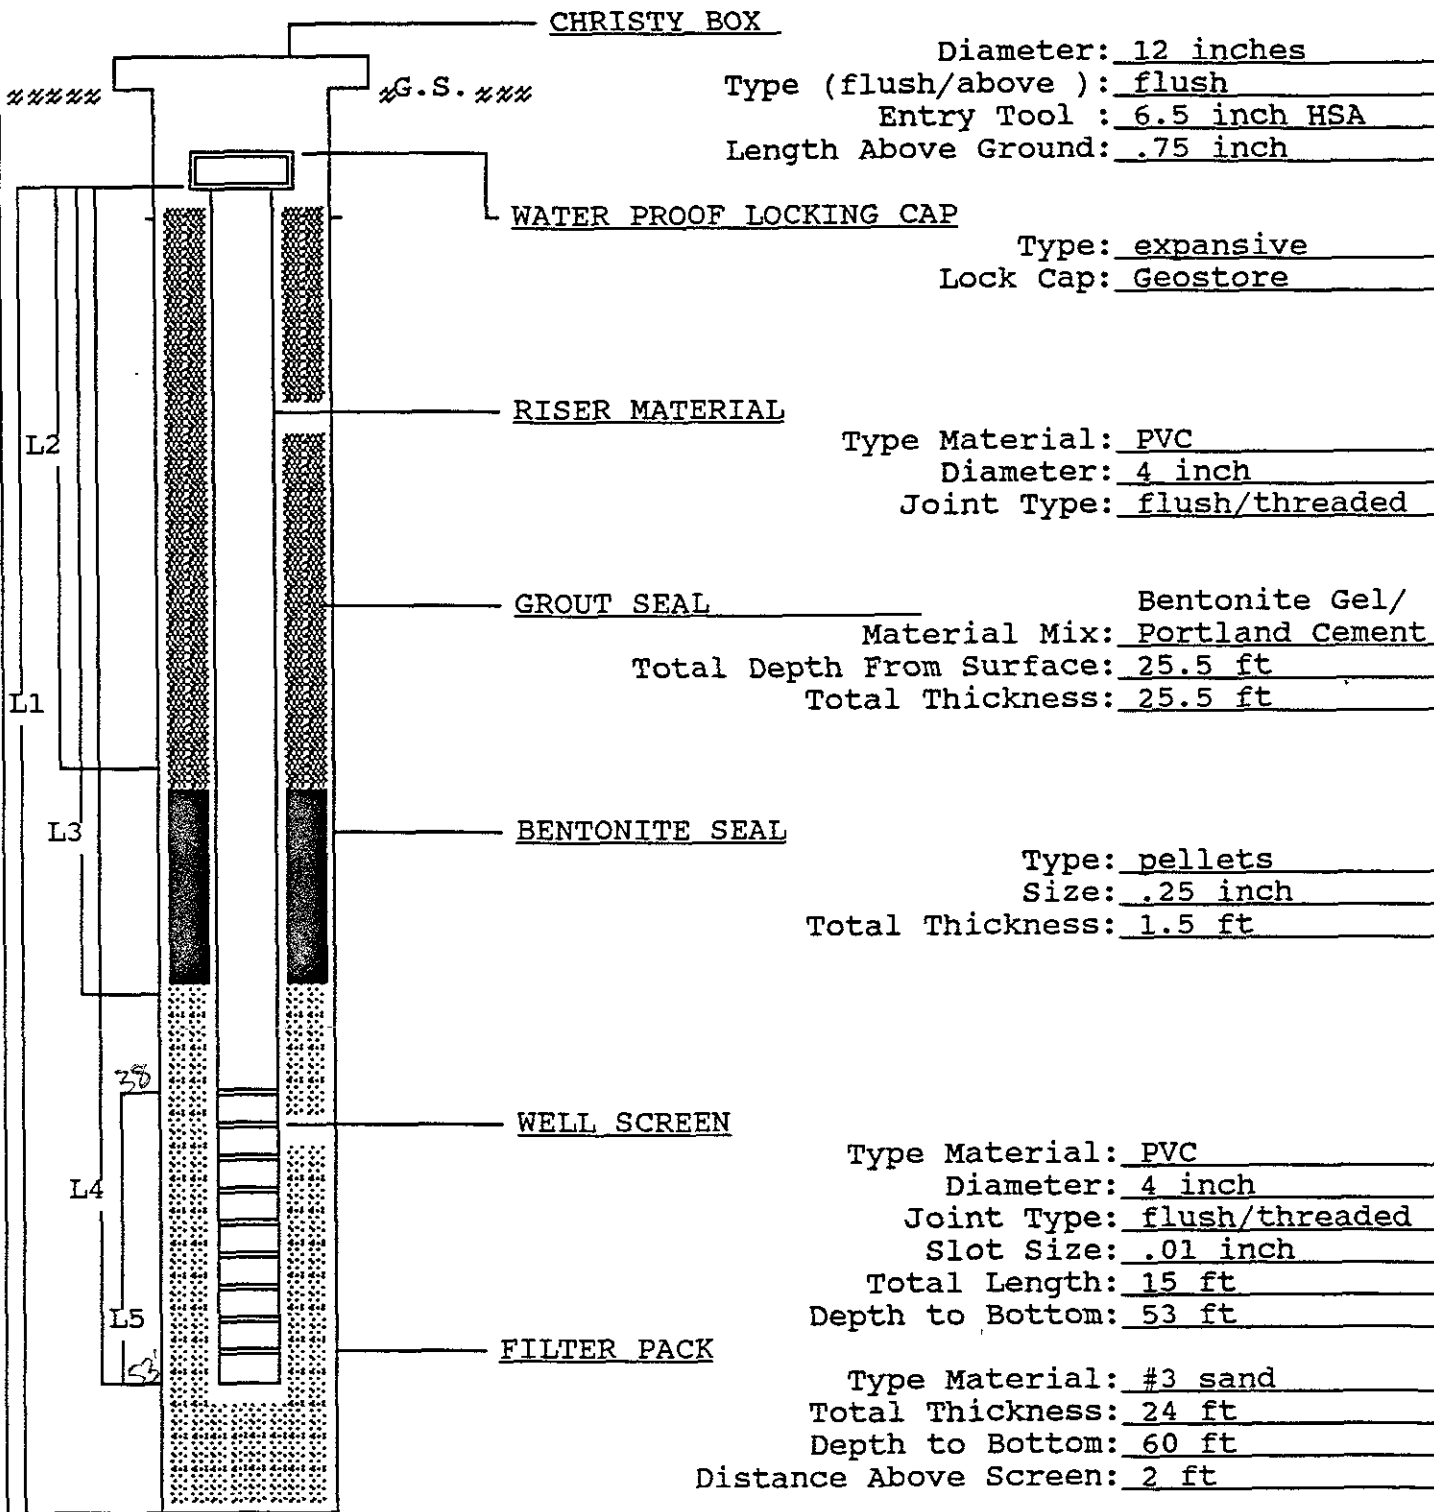 CHRISTY BOX
Diameter: 12 inches
G.S.
Type (flush/above ): flush
Entry Tool : 6.5 inch HSA
Length Above Ground: .75 inch
WATER PROOF LOCKING CAP
Type: expansive
Lock Cap: Geostore
RISER MATERIAL
L2
Type Material: PVC
Diameter: 4 inch
Joint Type: flush/threaded
GROUT SEAL
Bentonite Gel/
Material Mix: Portland Cement
Total Depth From Surface: 25.5 ft
L1
Total Thickness: 25.5 ft
L3
BENTONITE SEAL
Type: pellets
Size: .25 inch
Total Thickness: 1.5 ft
38
WELL SCREEN
Type Material: PVC
L4
Diameter: 4 inch
Joint Type: flush/threaded
Slot Size: .01 inch
Total Length: 15 ft
L5
Depth to Bottom: 53 ft
FILTER PACK
53'
Type Material: #3 sand
Total Thickness: 24 ft
Depth to Bottom: 60 ft
Distance Above Screen: 2 ft